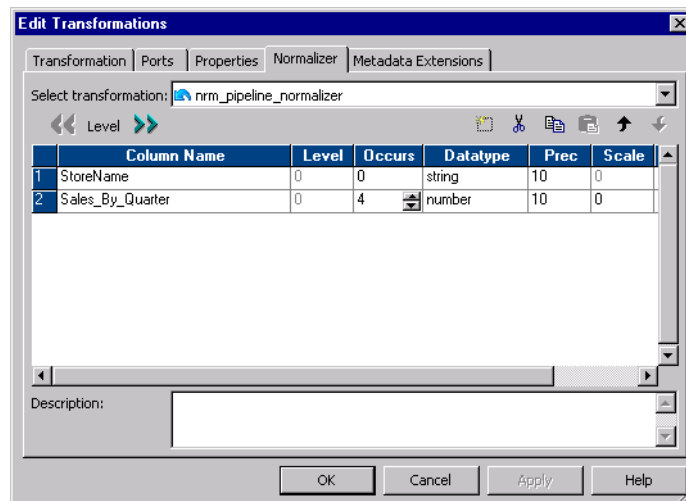 Edit Transformations
Transformation Ports Properties Normalizer Metadata Extensions
Select transformation: nrm_pipeline_normalizer
Level
Column Name Level Occurs Datatype Prec Scale
1 StoreName 0 0 string 10 0
2 Sales_By_Quarter 0 4 number 10 0
Description:
OK Cancel Apply Help